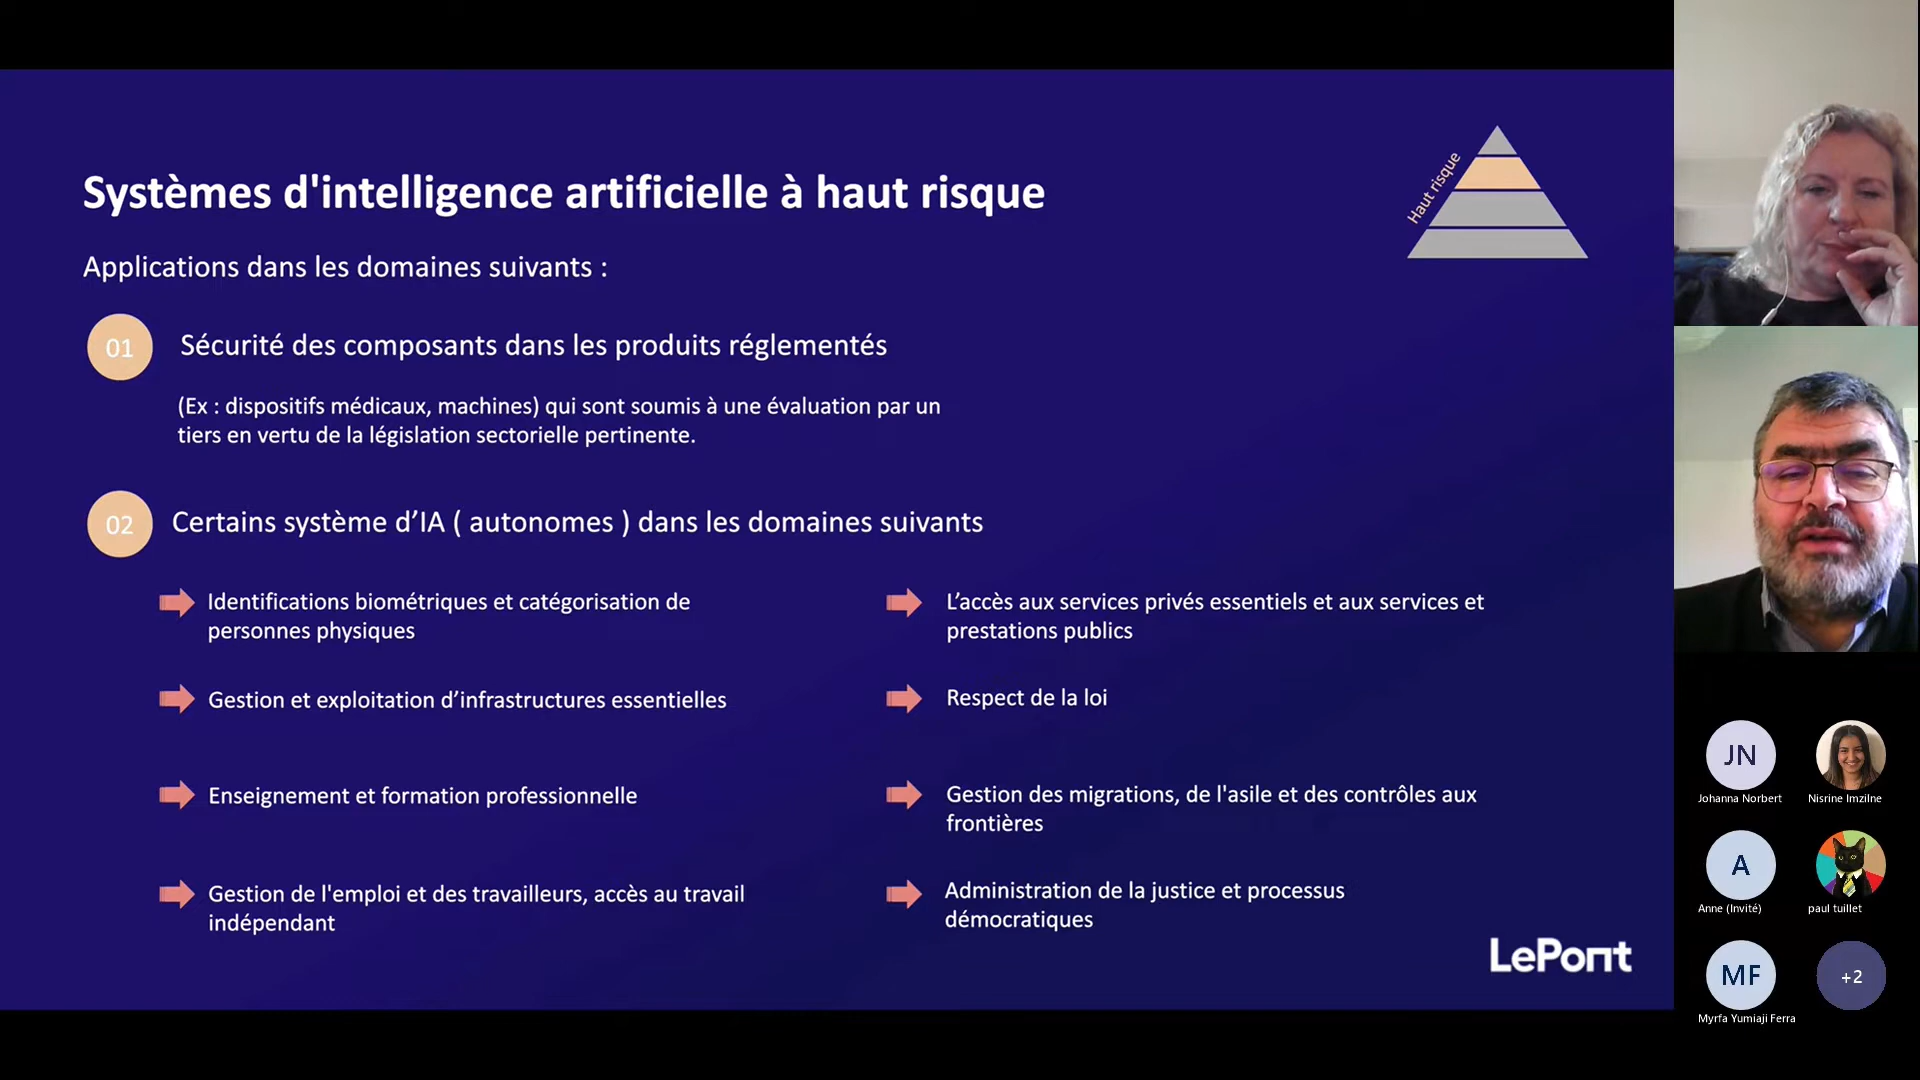 Systèmes d'intelligence artificielle à haut risque
Haut risque
Applications dans les domaines suivants :
01
Sécurité des composants dans les produits réglementés
(Ex : dispositifs médicaux, machines) qui sont soumis à une évaluation par un
tiers en vertu de la législation sectorielle pertinente.
02
Certains système d’IA ( autonomes ) dans les domaines suivants
Identifications biométriques et catégorisation de
personnes physiques
Gestion et exploitation d’infrastructures essentielles
Enseignement et formation professionnelle
Gestion de l'emploi et des travailleurs, accès au travail
indépendant
L’accès aux services privés essentiels et aux services et
prestations publics
Respect de la loi
Gestion des migrations, de l'asile et des contrôles aux
frontières
Administration de la justice et processus
démocratiques
LePont
JN
Johanna Norbert
Nisrine Imzilne
A
Anne (Invité)
paul tuillet
MF
Myrfa Yumiaji Ferra
+2